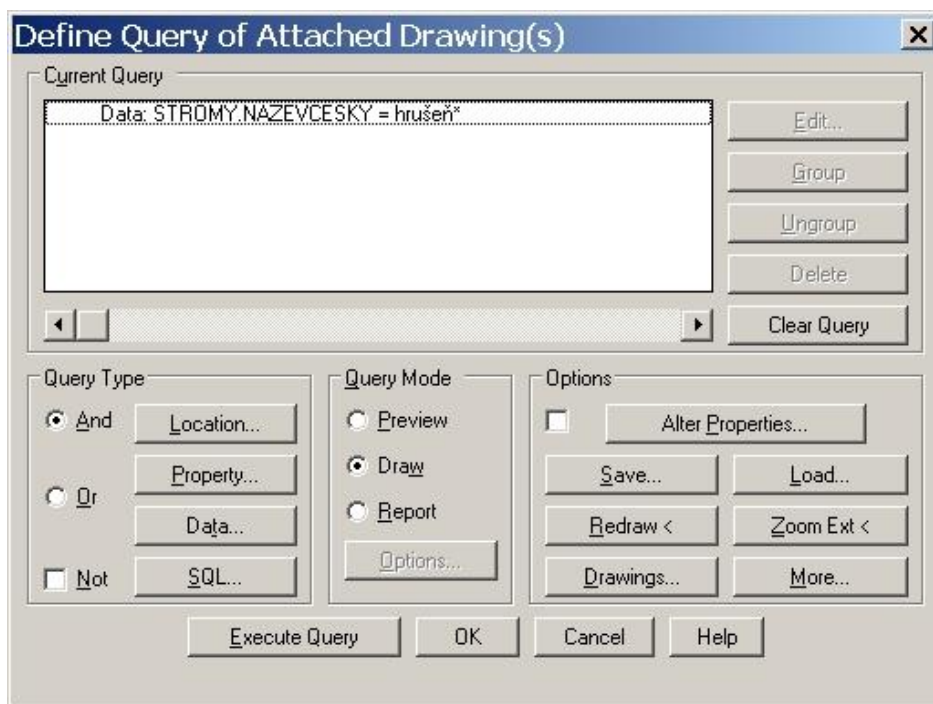 Define Query of Attached Drawing(s)
Current Query
Data: STROMY.NAZEVCESKY = hrušeň*
Edit...
Group
Ungroup
Delete
Clear Query
Query Type
And
Location...
Property...
Or
Data...
Not
SQL...
Query Mode
Preview
Draw
Report
Options...
Options
Alter Properties...
Save...
Load...
Redraw <
Zoom Ext <
Drawings...
More...
Execute Query
OK
Cancel
Help